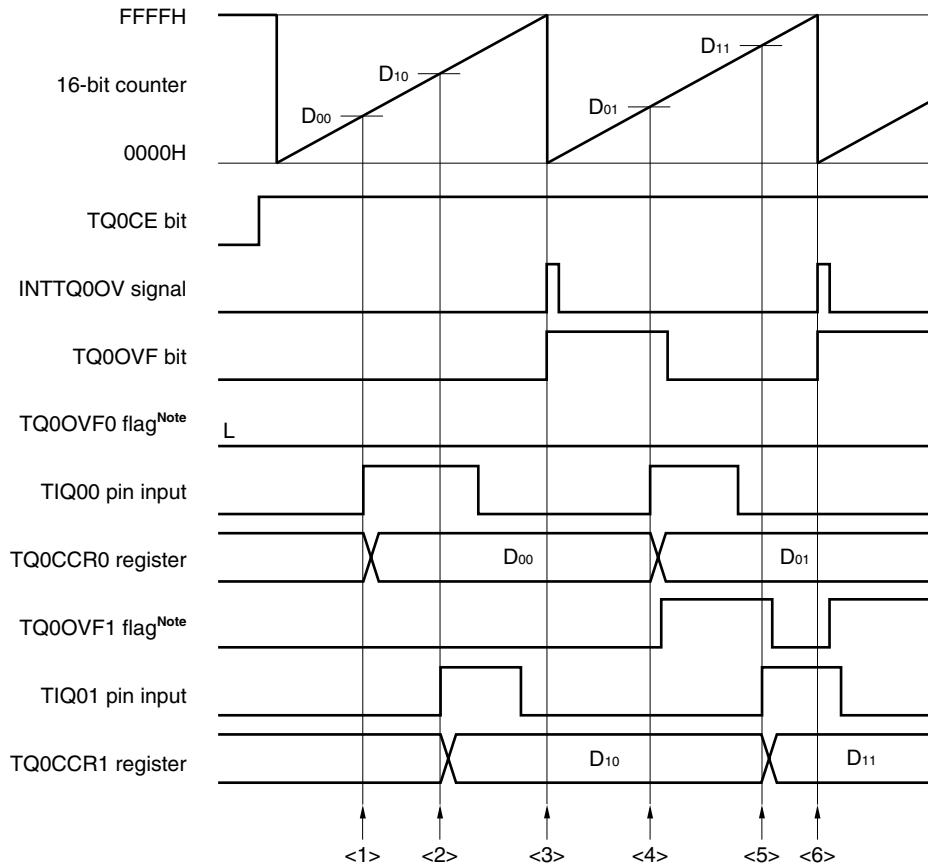 FFFFH
D11
D10
16-bit counter
D01
D00
0000H
TQ0CE bit
INTTQ0OV signal
TQ0OVF bit
TQ0OVF0 flagNote
L
TIQ00 pin input
TQ0CCR0 register
D00
D01
TQ0OVF1 flagNote
TIQ01 pin input
TQ0CCR1 register
D10
D11
<1> <2> <3> <4> <5> <6>